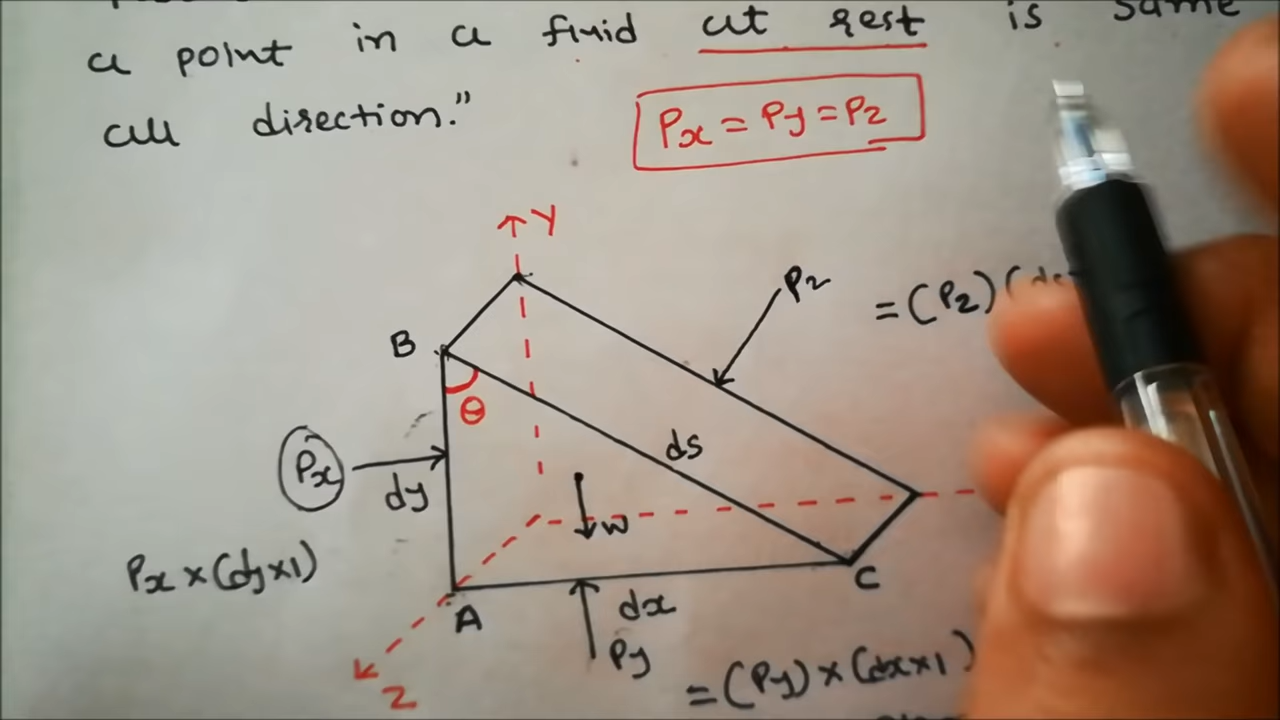 a point in a fluid at rest is same
all direction."
Px = Py = Pz
Y
B
Pz
= (Pz)
θ
ds
Px
dy
w
Px × (dy×1)
C
A
dx
Py
Z
= (Py) × (dx×1)